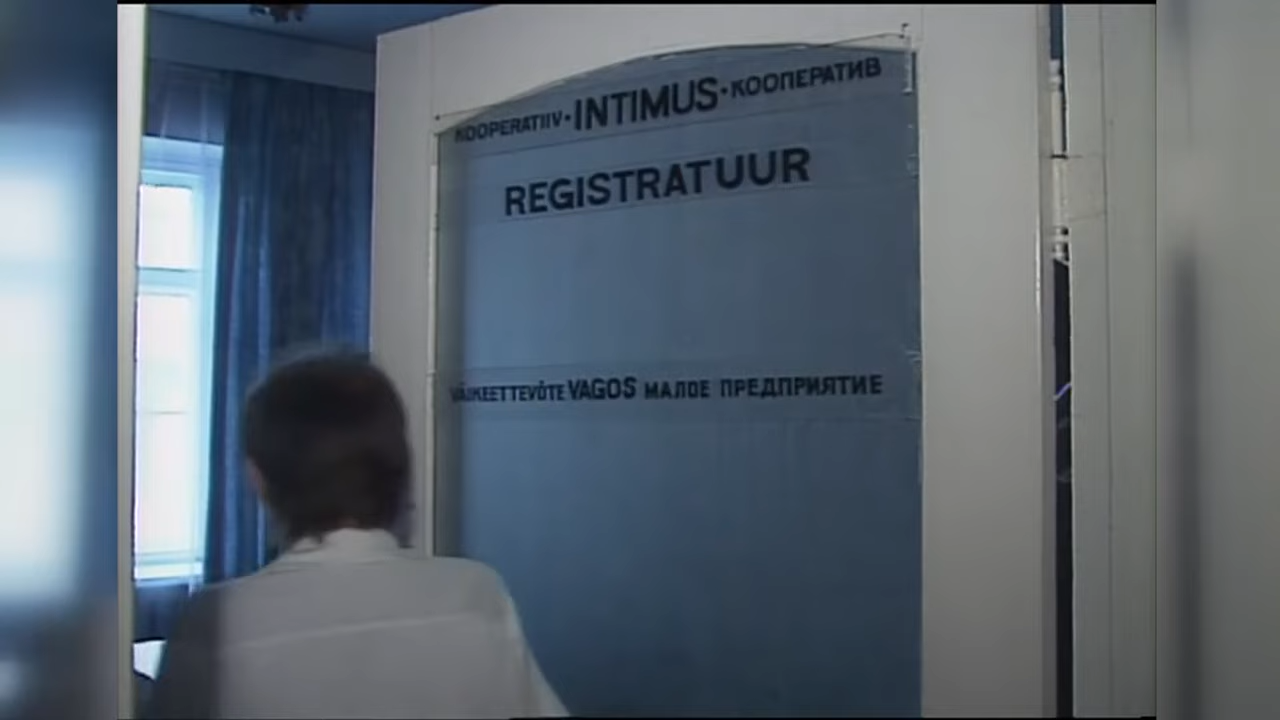 KOOPERATIIV·INTIMUS·КООПЕРАТИВ
REGISTRATUUR
VÄIKEETTEVÕTE VAGOS МАЛОЕ ПРЕДПРИЯТИЕ